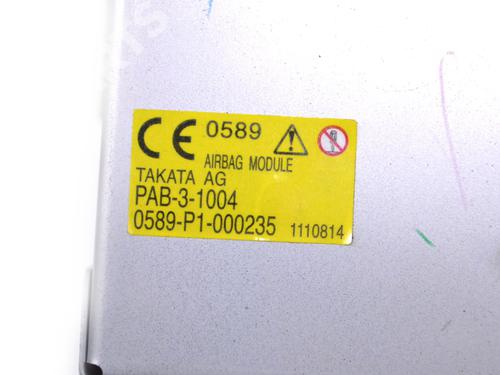 CE 0589
AIRBAG MODULE
TAKATA AG
PAB-3-1004
0589-P1-000235 1110814